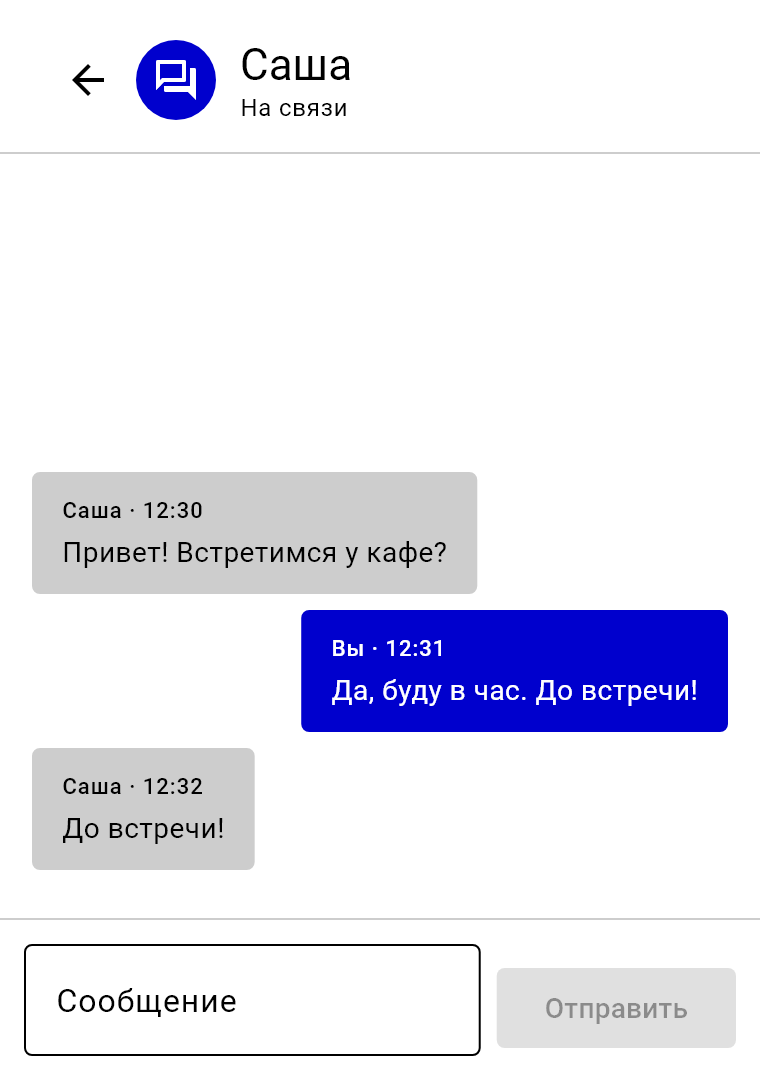 Саша
На связи
Саша · 12:30
Привет! Встретимся у кафе?
Вы · 12:31
Да, буду в час. До встречи!
Саша · 12:32
До встречи!
Сообщение
Отправить